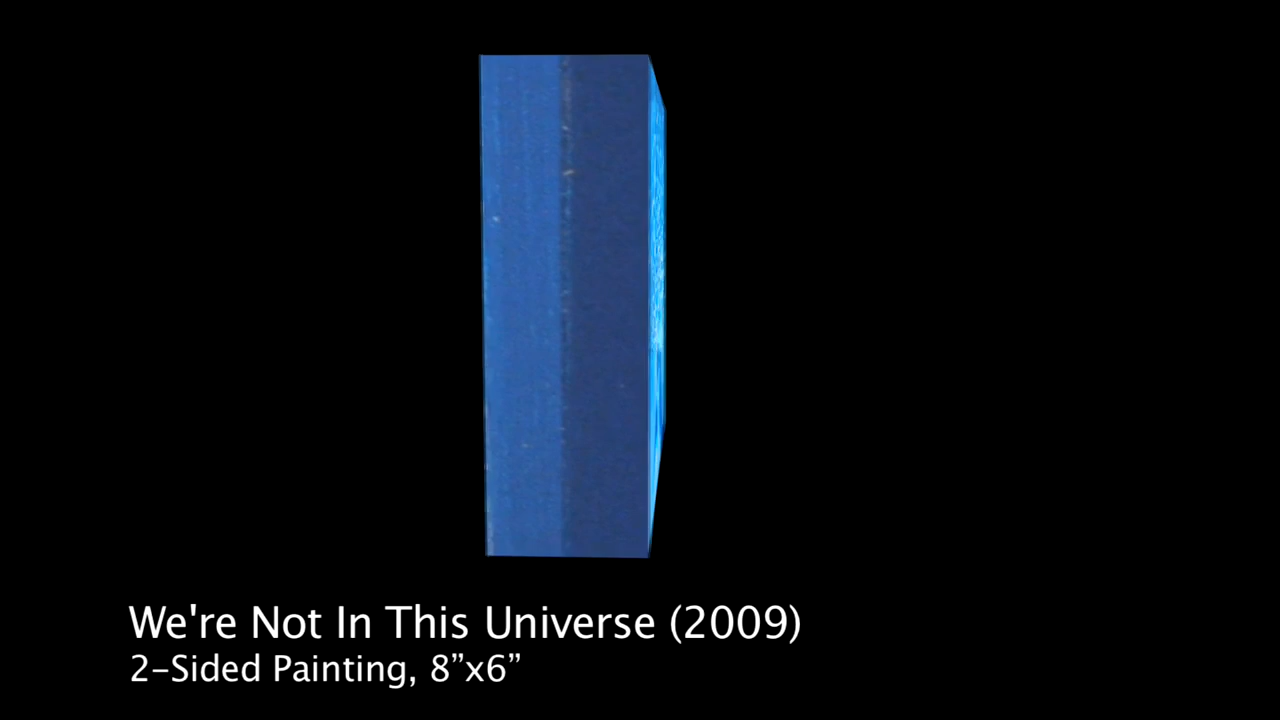 We're Not In This Universe (2009)
2-Sided Painting, 8”x6”